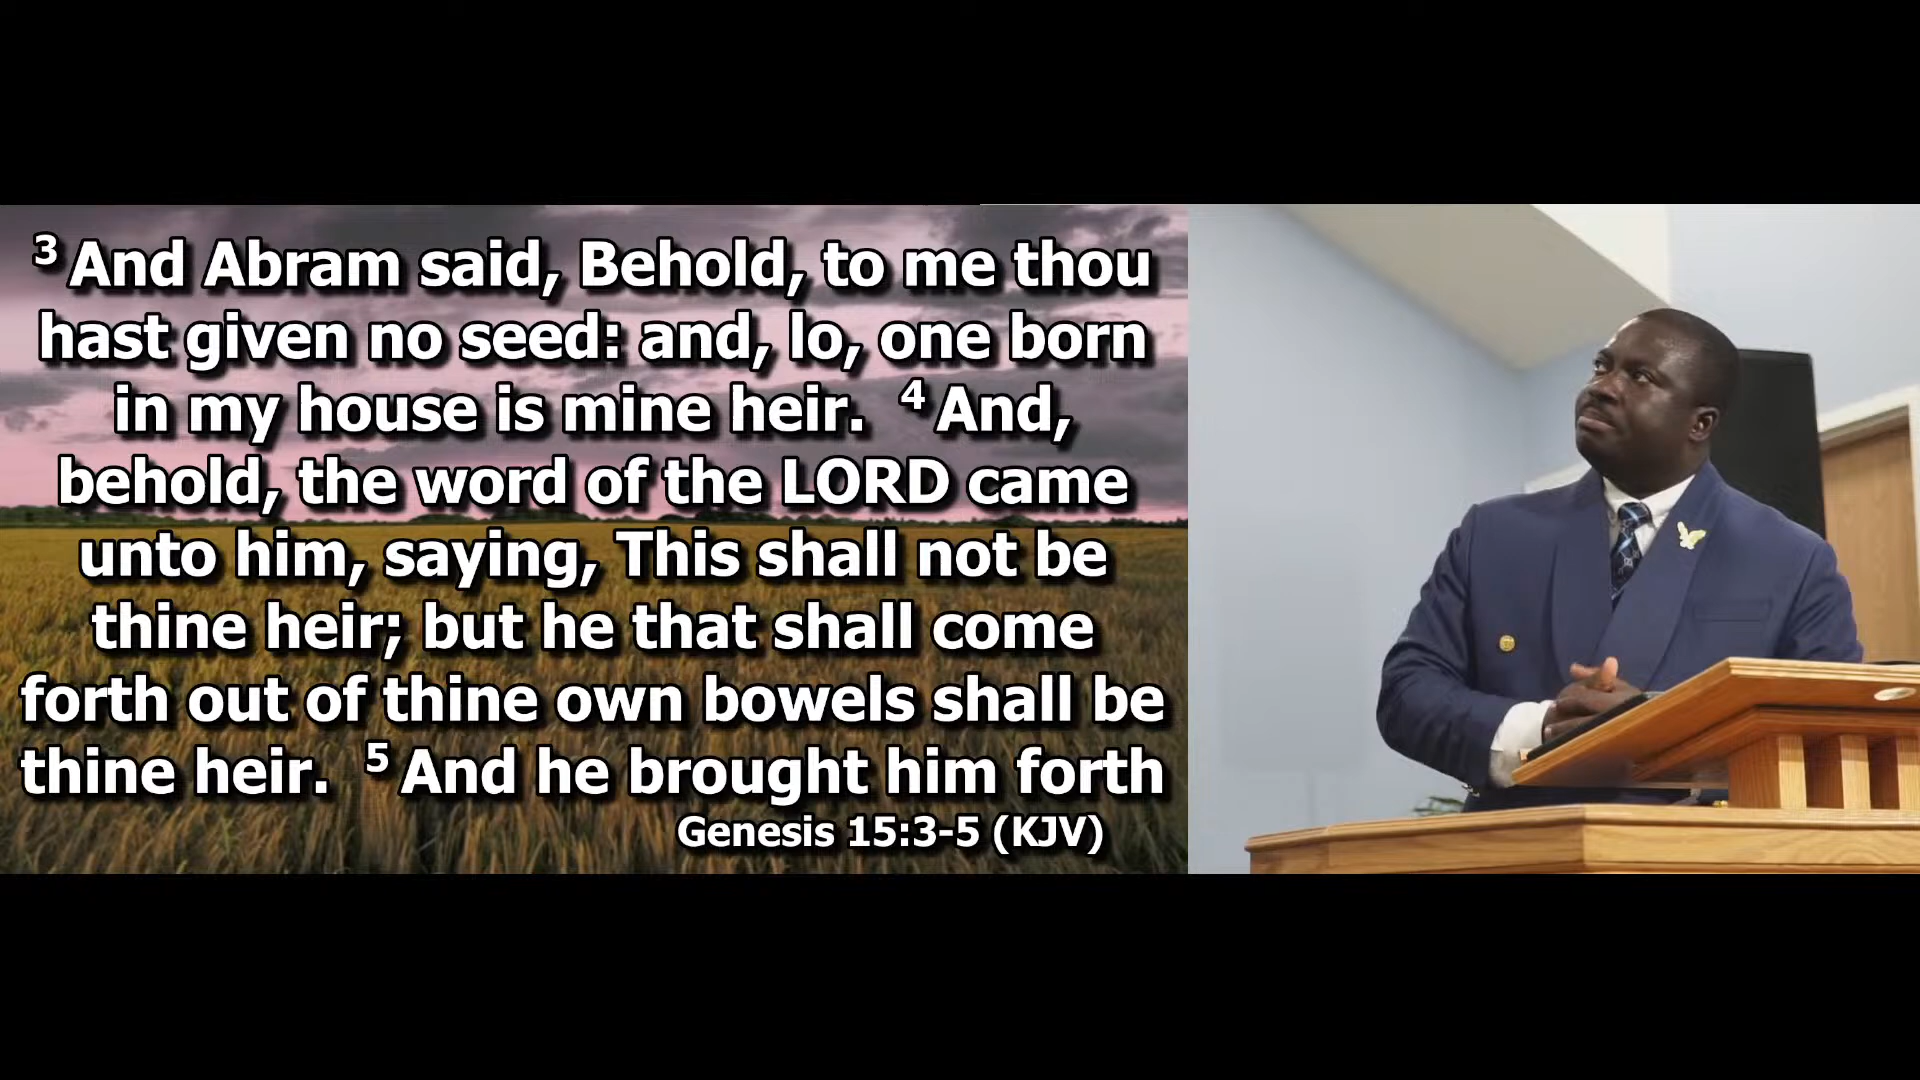 3 And Abram said, Behold, to me thou
hast given no seed: and, lo, one born
in my house is mine heir. 4 And,
behold, the word of the LORD came
unto him, saying, This shall not be
thine heir; but he that shall come
forth out of thine own bowels shall be
thine heir. 5 And he brought him forth
Genesis 15:3-5 (KJV)